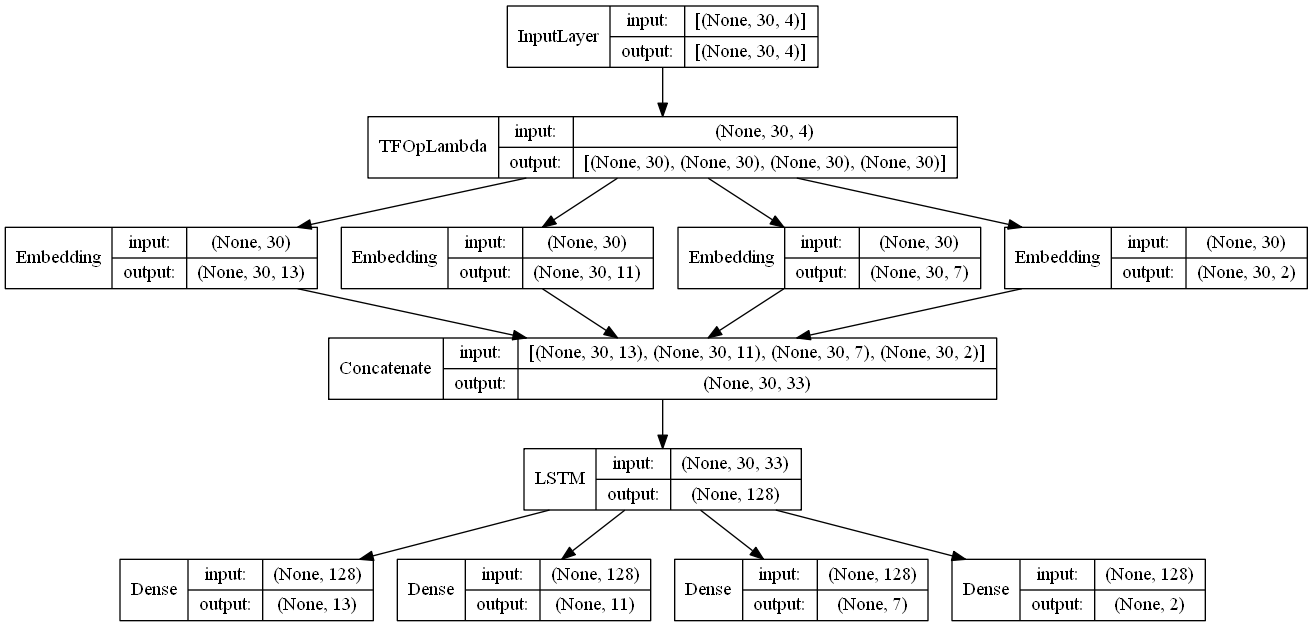 InputLayer
input: [(None, 30, 4)]
output: [(None, 30, 4)]
TFOpLambda
input: (None, 30, 4)
output: [(None, 30), (None, 30), (None, 30), (None, 30)]
Embedding
input: (None, 30)
output: (None, 30, 13)
Embedding
input: (None, 30)
output: (None, 30, 11)
Embedding
input: (None, 30)
output: (None, 30, 7)
Embedding
input: (None, 30)
output: (None, 30, 2)
Concatenate
input: [(None, 30, 13), (None, 30, 11), (None, 30, 7), (None, 30, 2)]
output: (None, 30, 33)
LSTM
input: (None, 30, 33)
output: (None, 128)
Dense
input: (None, 128)
output: (None, 13)
Dense
input: (None, 128)
output: (None, 11)
Dense
input: (None, 128)
output: (None, 7)
Dense
input: (None, 128)
output: (None, 2)